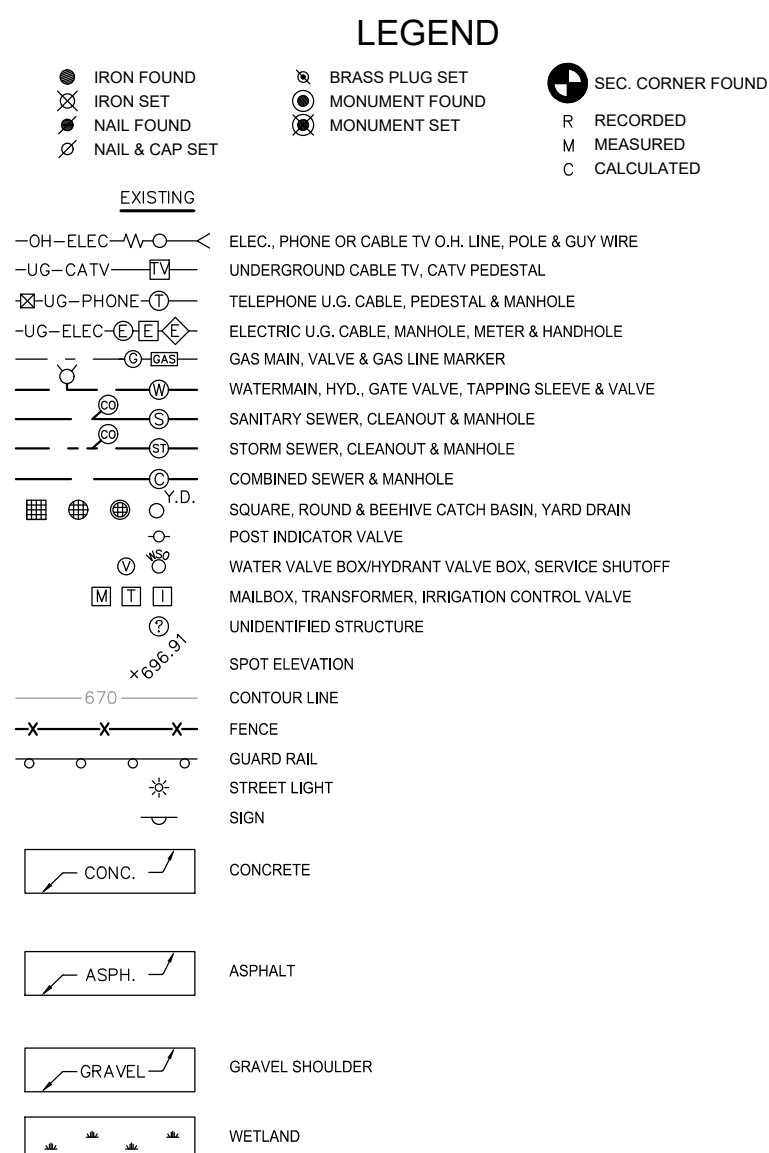 LEGEND
IRON FOUND
IRON SET
NAIL FOUND
NAIL & CAP SET
BRASS PLUG SET
MONUMENT FOUND
MONUMENT SET
SEC. CORNER FOUND
R RECORDED
M MEASURED
C CALCULATED
EXISTING
OH-ELEC ELEC., PHONE OR CABLE TV O.H. LINE, POLE & GUY WIRE
UG-CATV TV UNDERGROUND CABLE TV, CATV PEDESTAL
UG-PHONE T TELEPHONE U.G. CABLE, PEDESTAL & MANHOLE
UG-ELEC E E E ELECTRIC U.G. CABLE, MANHOLE, METER & HANDHOLE
G GAS GAS MAIN, VALVE & GAS LINE MARKER
W WATERMAIN, HYD., GATE VALVE, TAPPING SLEEVE & VALVE
CO S SANITARY SEWER, CLEANOUT & MANHOLE
CO ST STORM SEWER, CLEANOUT & MANHOLE
C COMBINED SEWER & MANHOLE
Y.D. SQUARE, ROUND & BEEHIVE CATCH BASIN, YARD DRAIN
POST INDICATOR VALVE
V WSO WATER VALVE BOX/HYDRANT VALVE BOX, SERVICE SHUTOFF
M T I MAILBOX, TRANSFORMER, IRRIGATION CONTROL VALVE
? UNIDENTIFIED STRUCTURE
+696.91 SPOT ELEVATION
670 CONTOUR LINE
X X X FENCE
GUARD RAIL
STREET LIGHT
SIGN
CONC. CONCRETE
ASPH. ASPHALT
GRAVEL GRAVEL SHOULDER
WETLAND